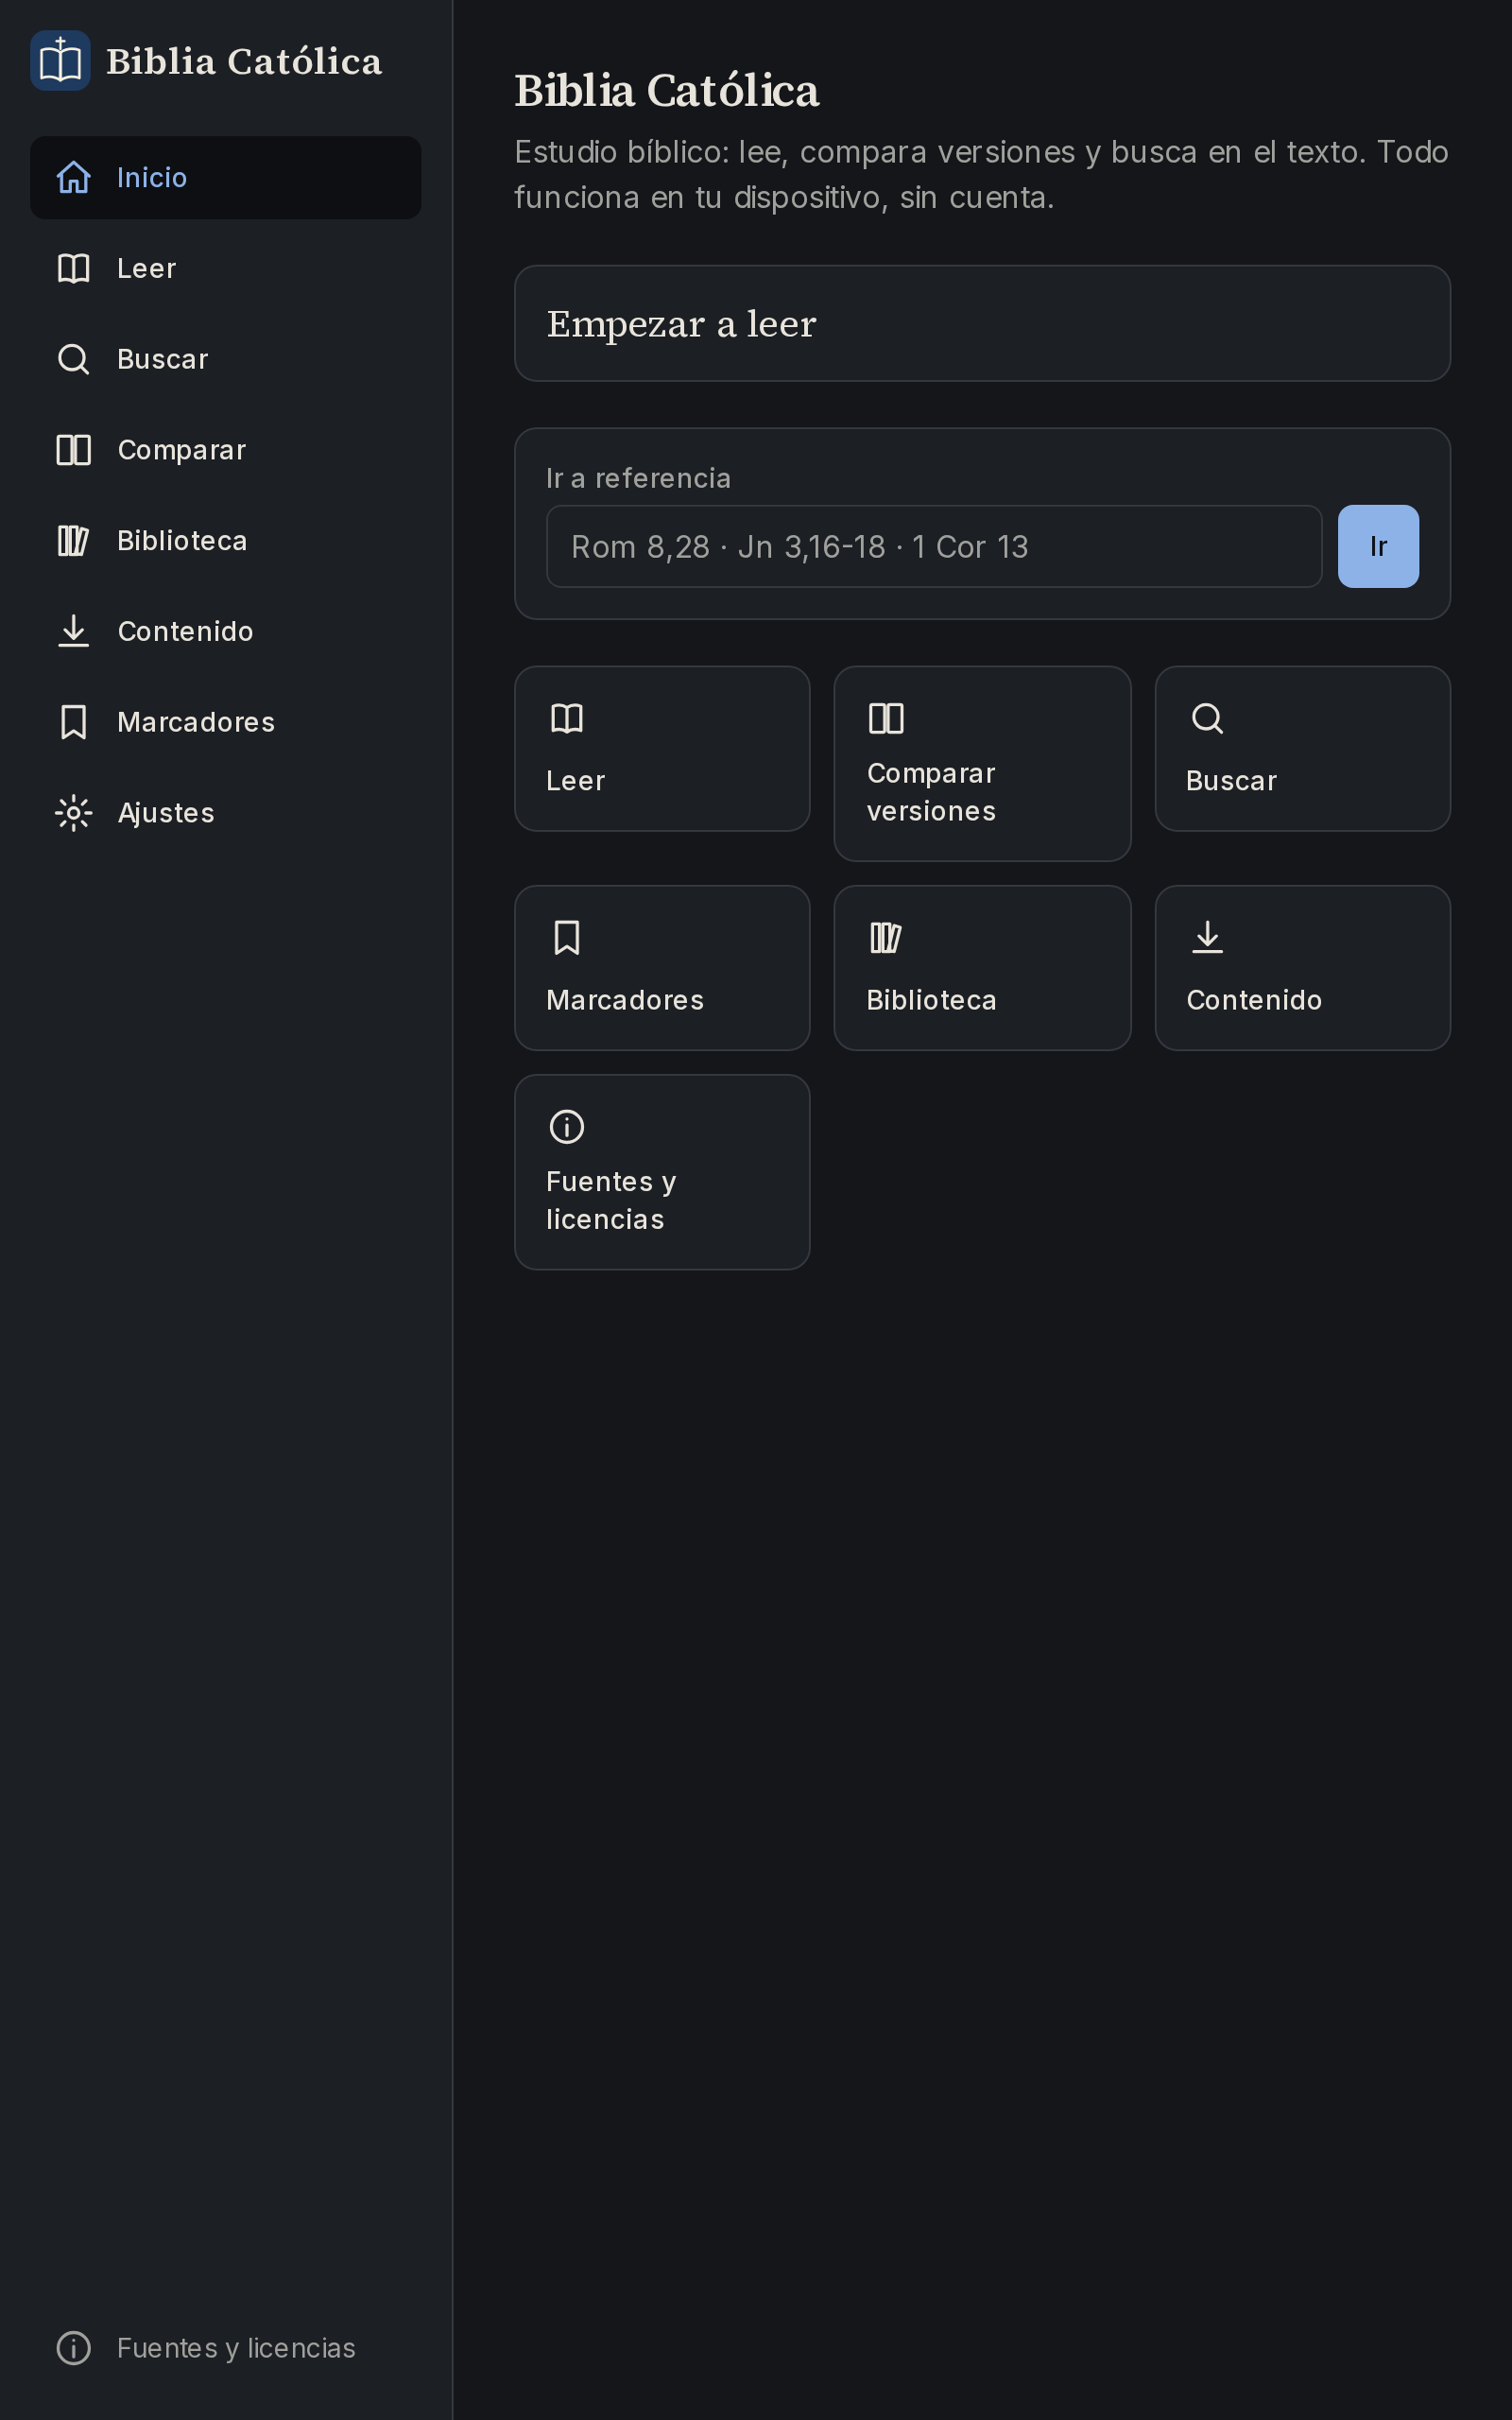 Biblia Católica
Inicio
Leer
Buscar
Comparar
Biblioteca
Contenido
Marcadores
Ajustes
Fuentes y licencias
Biblia Católica
Estudio bíblico: lee, compara versiones y busca en el texto. Todo
funciona en tu dispositivo, sin cuenta.
Empezar a leer
Ir a referencia
Rom 8,28 · Jn 3,16-18 · 1 Cor 13
Ir
Leer
Comparar
versiones
Buscar
Marcadores
Biblioteca
Contenido
Fuentes y
licencias